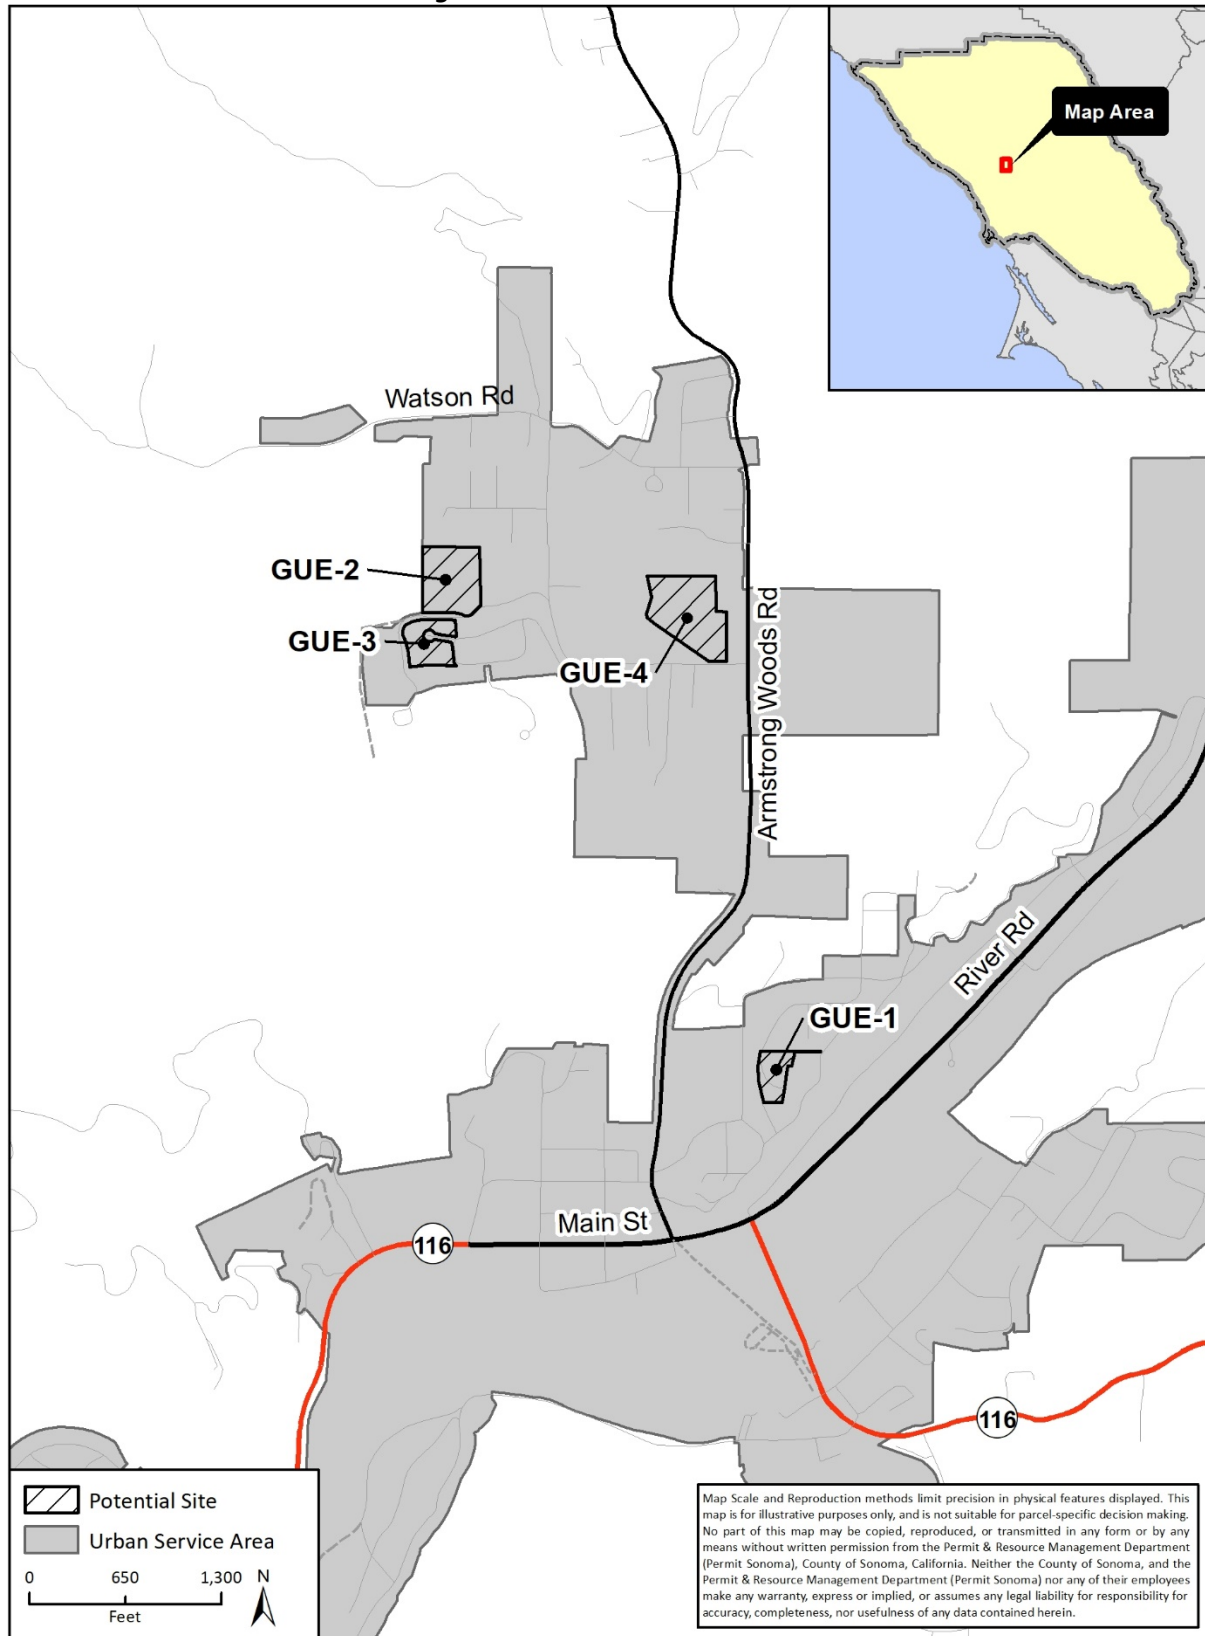 Map Area
Watson Rd
GUE-2
GUE-3
GUE-4
Armstrong Woods Rd
River Rd
GUE-1
Main St
116
116
Potential Site
Urban Service Area
0 650 1,300 N
Feet
Map Scale and Reproduction methods limit precision in physical features displayed. This
map is for illustrative purposes only, and is not suitable for parcel-specific decision making.
No part of this map may be copied, reproduced, or transmitted in any form or by any
means without written permission from the Permit & Resource Management Department
(Permit Sonoma), County of Sonoma, California. Neither the County of Sonoma, and the
Permit & Resource Management Department (Permit Sonoma) nor any of their employees
make any warranty, express or implied, or assumes any legal liability for responsibility for
accuracy, completeness, nor usefulness of any data contained herein.